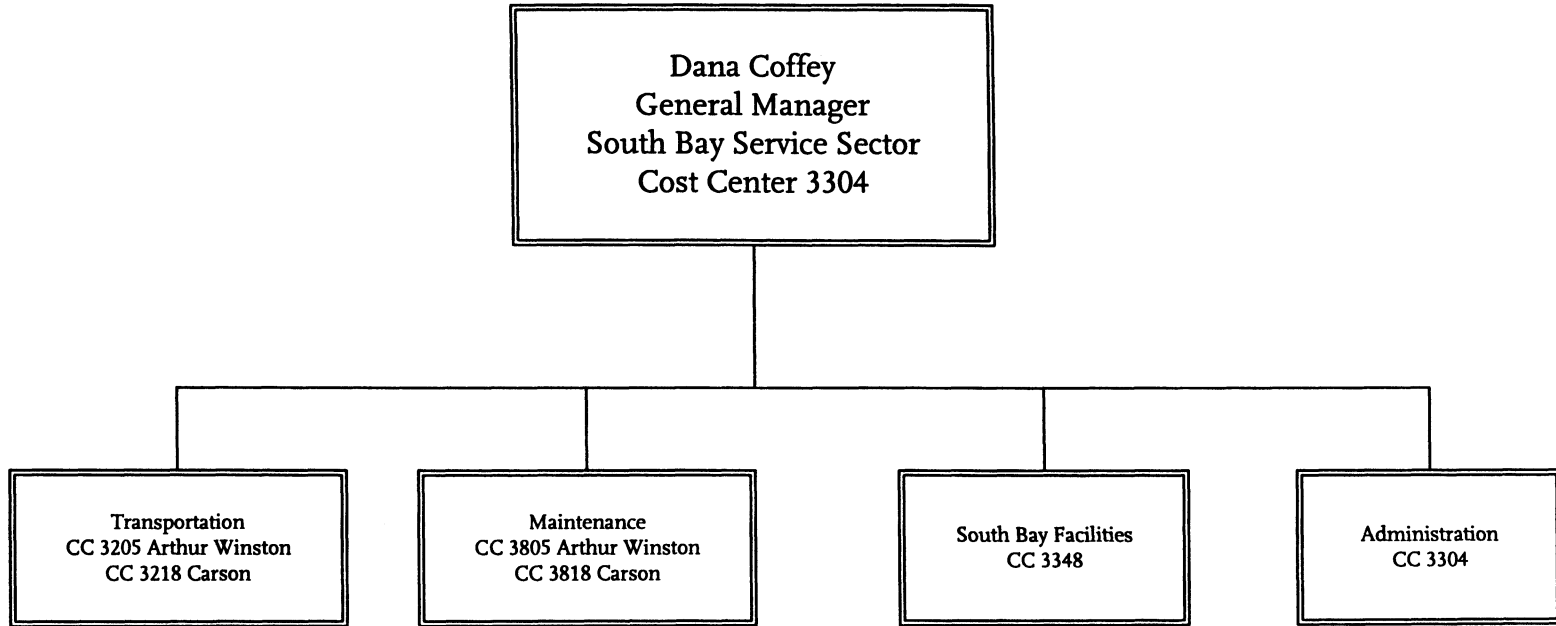 Dana Coffey
General Manager
South Bay Service Sector
Cost Center 3304
Transportation
CC 3205 Arthur Winston
CC 3218 Carson
Maintenance
CC 3805 Arthur Winston
CC 3818 Carson
South Bay Facilities
CC 3348
Administration
CC 3304